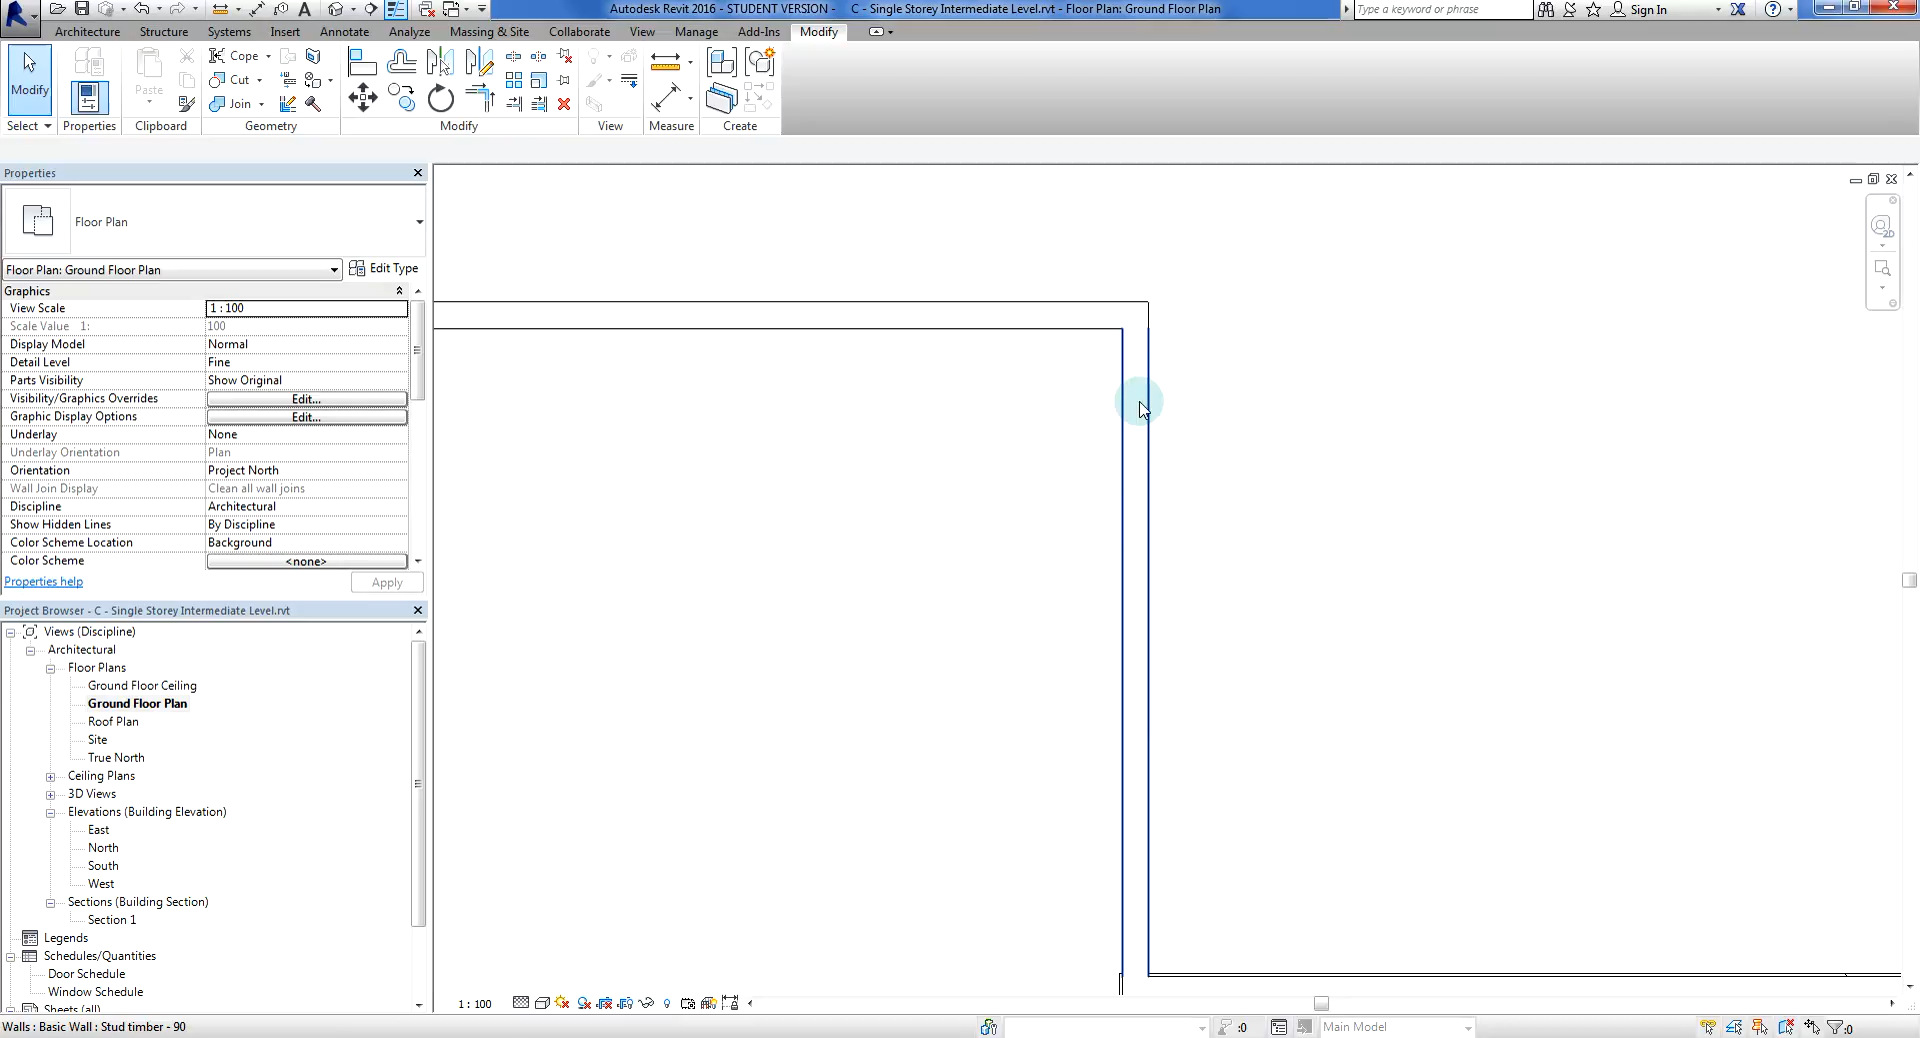 Autodesk Revit 2016 - STUDENT VERSION -    C - Single Storey Intermediate Level.rvt - Floor Plan: Ground Floor Plan
Type a keyword or phrase
Sign In
Architecture
Structure
Systems
Insert
Annotate
Analyze
Massing & Site
Collaborate
View
Manage
Add-Ins
Modify
Modify
Paste
Cope
Cut
Join
Select
Properties
Clipboard
Geometry
Modify
View
Measure
Create
Properties
Floor Plan
Floor Plan: Ground Floor Plan
Edit Type
Graphics
View Scale 1 : 100
Scale Value 1: 100
Display Model Normal
Detail Level Fine
Parts Visibility Show Original
Visibility/Graphics Overrides Edit...
Graphic Display Options Edit...
Underlay None
Underlay Orientation Plan
Orientation Project North
Wall Join Display Clean all wall joins
Discipline Architectural
Show Hidden Lines By Discipline
Color Scheme Location Background
Color Scheme <none>
Properties help
Apply
Project Browser - C - Single Storey Intermediate Level.rvt
Views (Discipline)
Architectural
Floor Plans
Ground Floor Ceiling
Ground Floor Plan
Roof Plan
Site
True North
Ceiling Plans
3D Views
Elevations (Building Elevation)
East
North
South
West
Sections (Building Section)
Section 1
Legends
Schedules/Quantities
Door Schedule
Window Schedule
Sheets (all)
2D
1 : 100
Walls : Basic Wall : Stud timber - 90
:0
Main Model
:0